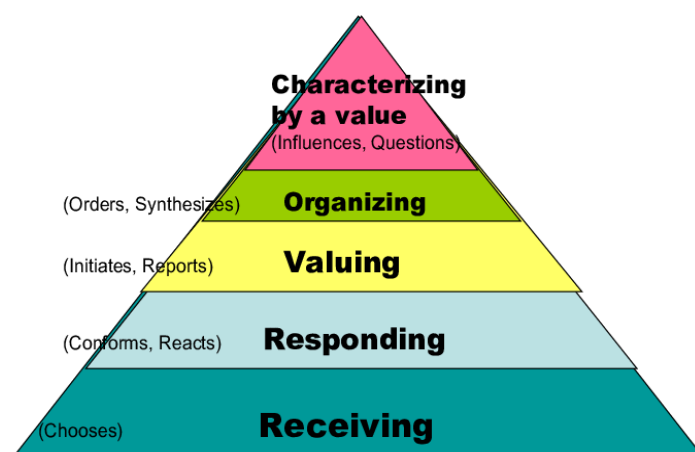 Characterizing
by a value
(Influences, Questions)
(Orders, Synthesizes) Organizing
(Initiates, Reports) Valuing
(Conforms, Reacts) Responding
(Chooses) Receiving